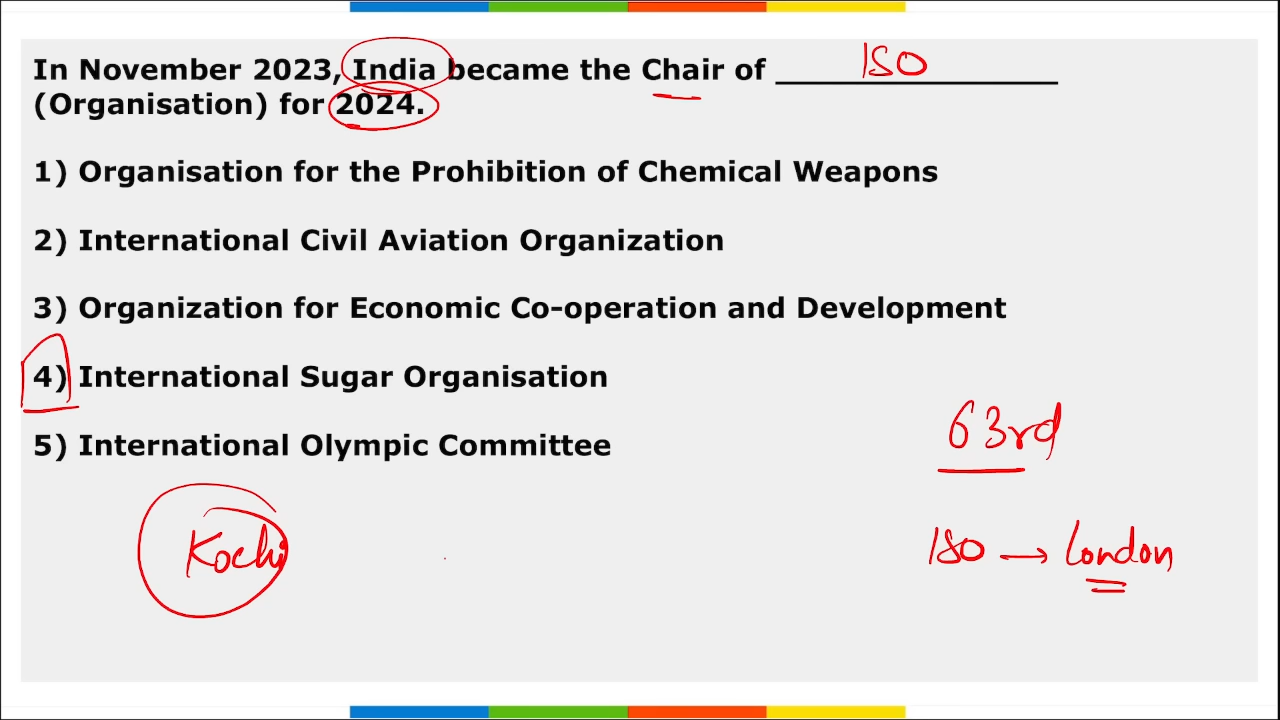 In November 2023, India became the Chair of ISO
(Organisation) for 2024.
1) Organisation for the Prohibition of Chemical Weapons
2) International Civil Aviation Organization
3) Organization for Economic Co-operation and Development
4) International Sugar Organisation
5) International Olympic Committee
63rd
Kochi
ISO → London